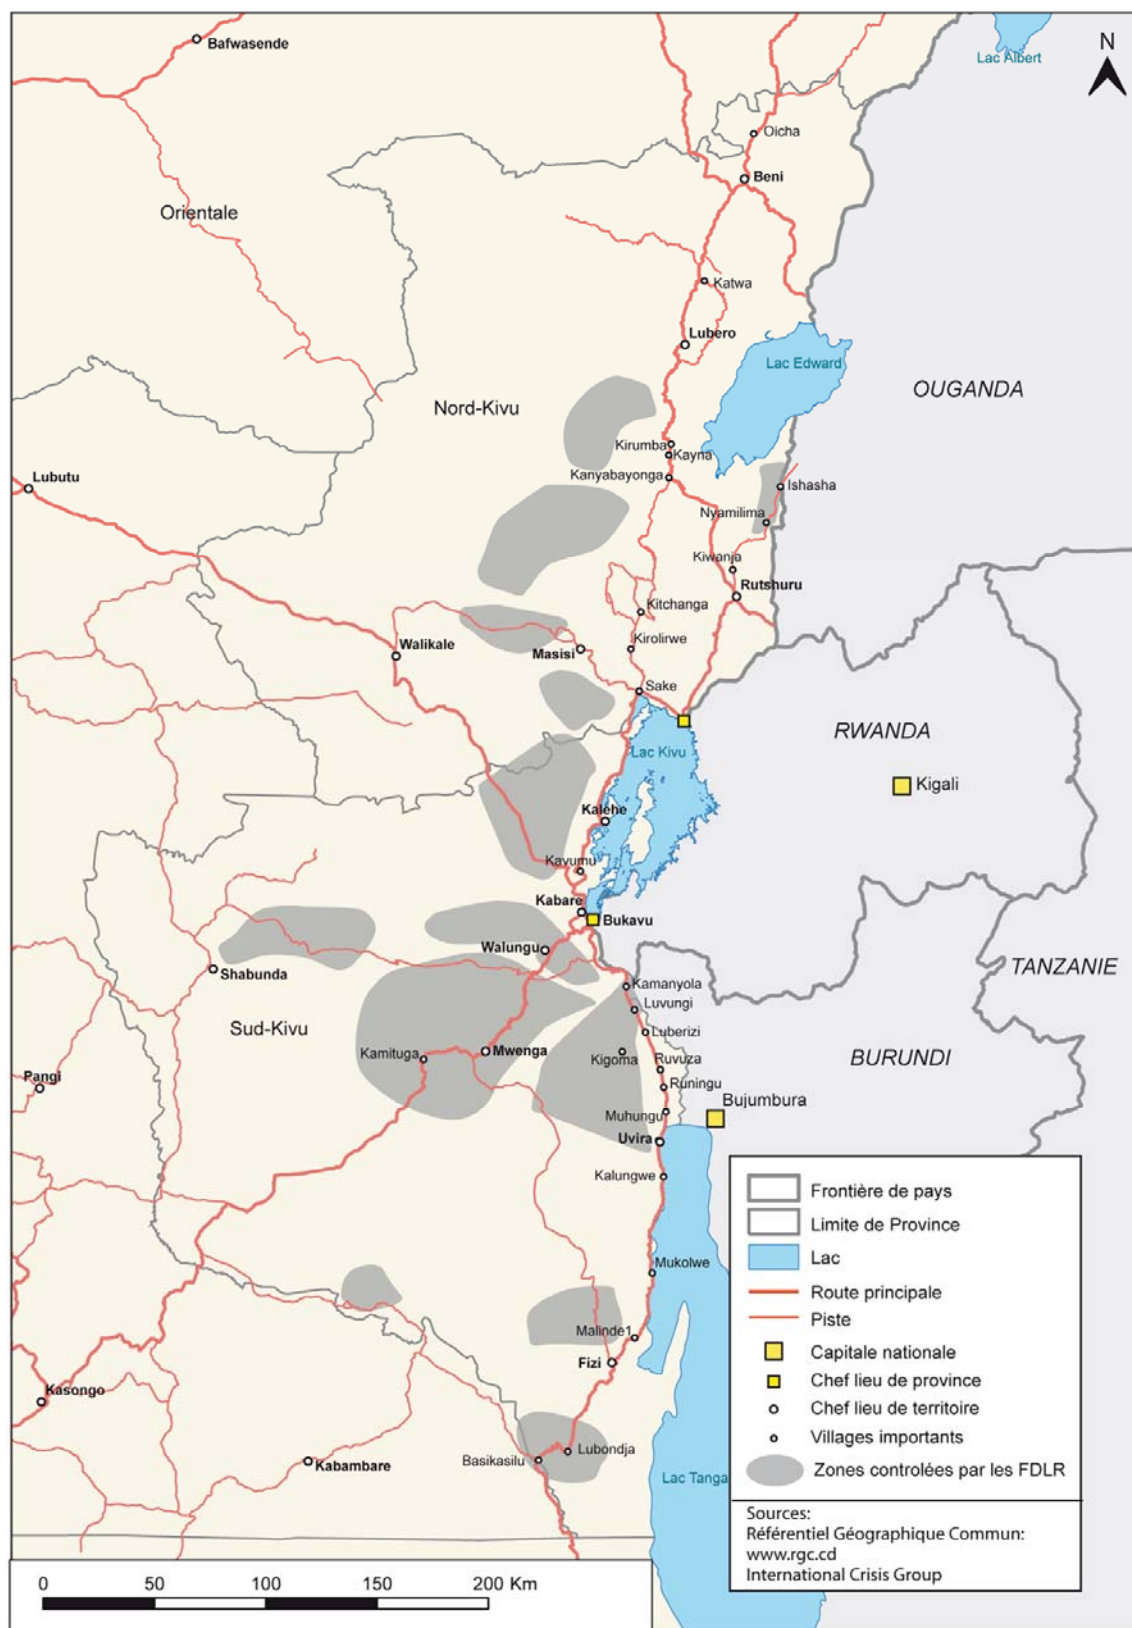 Bafwasende
Lac Albert
N
Oicha
Beni
Orientale
Katwa
Lubero
Lac Edward
OUGANDA
Nord-Kivu
Kirumba
Kayna
Kanyabayonga
Lubutu
Ishasha
Nyamilima
Kiwanja
Rutshuru
Kitchanga
Walikale
Masisi
Kirolirwe
Sake
RWANDA
Lac Kivu
Kigali
Kalehe
Kavumu
Kabare
Bukavu
Walungu
Shabunda
TANZANIE
Kamanyola
Luvungi
Sud-Kivu
Luberizi
Mwenga
Kamituga
Kigoma
Ruvuza
BURUNDI
Pangi
Runingu
Bujumbura
Muhungu
Uvira
Kalungwe
Mukolwe
Malinde1
Fizi
Kasongo
Lubondja
Basikasilu
Kabambare
Lac Tanga
Frontière de pays
Limite de Province
Lac
Route principale
Piste
Capitale nationale
Chef lieu de province
Chef lieu de territoire
Villages importants
Zones controlées par les FDLR
Sources:
Référentiel Géographique Commun:
www.rgc.cd
International Crisis Group
0 50 100 150 200 Km